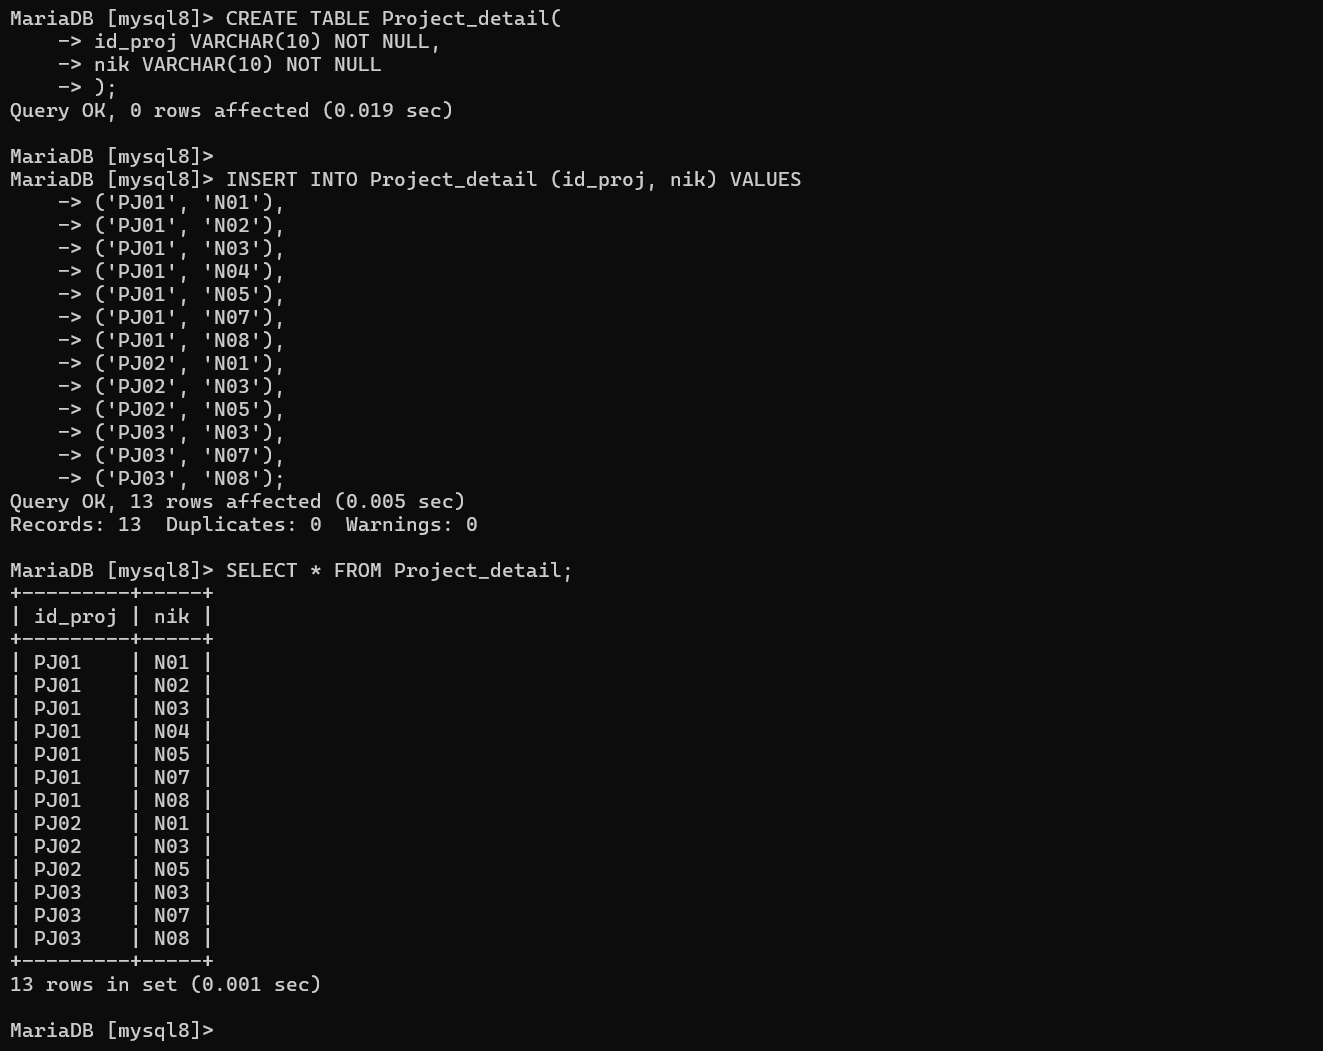 MariaDB [mysql8]> CREATE TABLE Project_detail(
    -> id_proj VARCHAR(10) NOT NULL,
    -> nik VARCHAR(10) NOT NULL
    -> );
Query OK, 0 rows affected (0.019 sec)

MariaDB [mysql8]>
MariaDB [mysql8]> INSERT INTO Project_detail (id_proj, nik) VALUES
    -> ('PJ01', 'N01'),
    -> ('PJ01', 'N02'),
    -> ('PJ01', 'N03'),
    -> ('PJ01', 'N04'),
    -> ('PJ01', 'N05'),
    -> ('PJ01', 'N07'),
    -> ('PJ01', 'N08'),
    -> ('PJ02', 'N01'),
    -> ('PJ02', 'N03'),
    -> ('PJ02', 'N05'),
    -> ('PJ03', 'N03'),
    -> ('PJ03', 'N07'),
    -> ('PJ03', 'N08');
Query OK, 13 rows affected (0.005 sec)
Records: 13  Duplicates: 0  Warnings: 0

MariaDB [mysql8]> SELECT * FROM Project_detail;
+---------+-----+
| id_proj | nik |
+---------+-----+
| PJ01    | N01 |
| PJ01    | N02 |
| PJ01    | N03 |
| PJ01    | N04 |
| PJ01    | N05 |
| PJ01    | N07 |
| PJ01    | N08 |
| PJ02    | N01 |
| PJ02    | N03 |
| PJ02    | N05 |
| PJ03    | N03 |
| PJ03    | N07 |
| PJ03    | N08 |
+---------+-----+
13 rows in set (0.001 sec)

MariaDB [mysql8]>